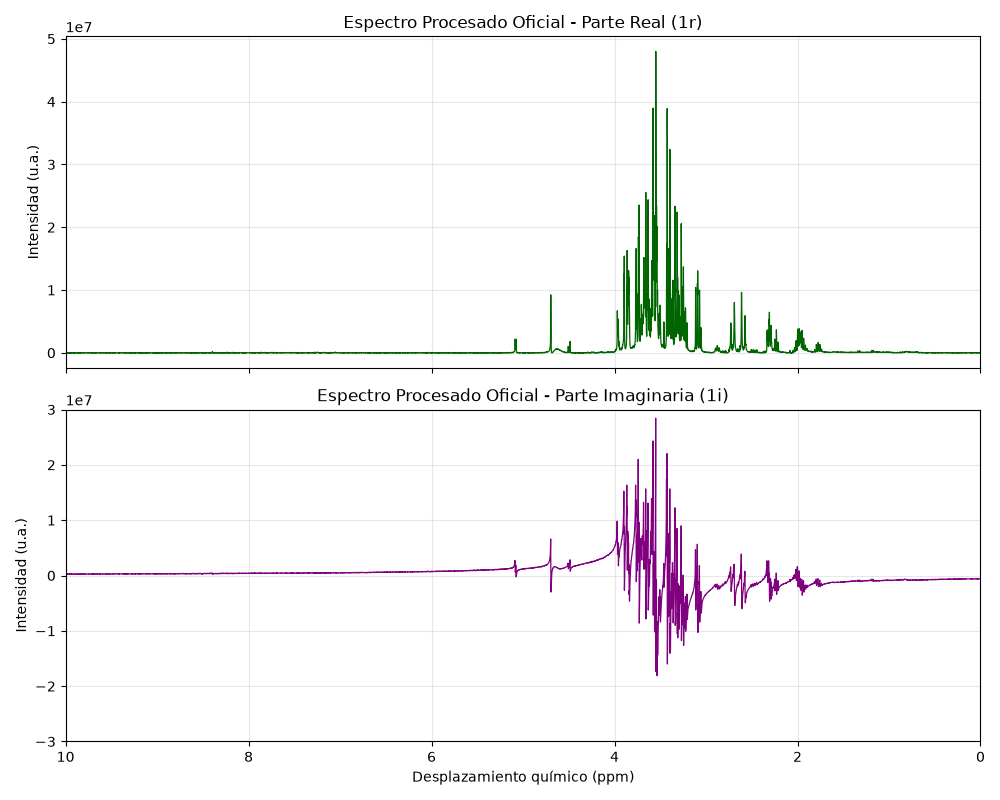 Espectro Procesado Oficial - Parte Real (1r)
1e7
5
4
3
2
1
0
Intensidad (u.a.)
Espectro Procesado Oficial - Parte Imaginaria (1i)
1e7
3
2
1
0
−1
−2
−3
Intensidad (u.a.)
10 8 6 4 2 0
Desplazamiento químico (ppm)